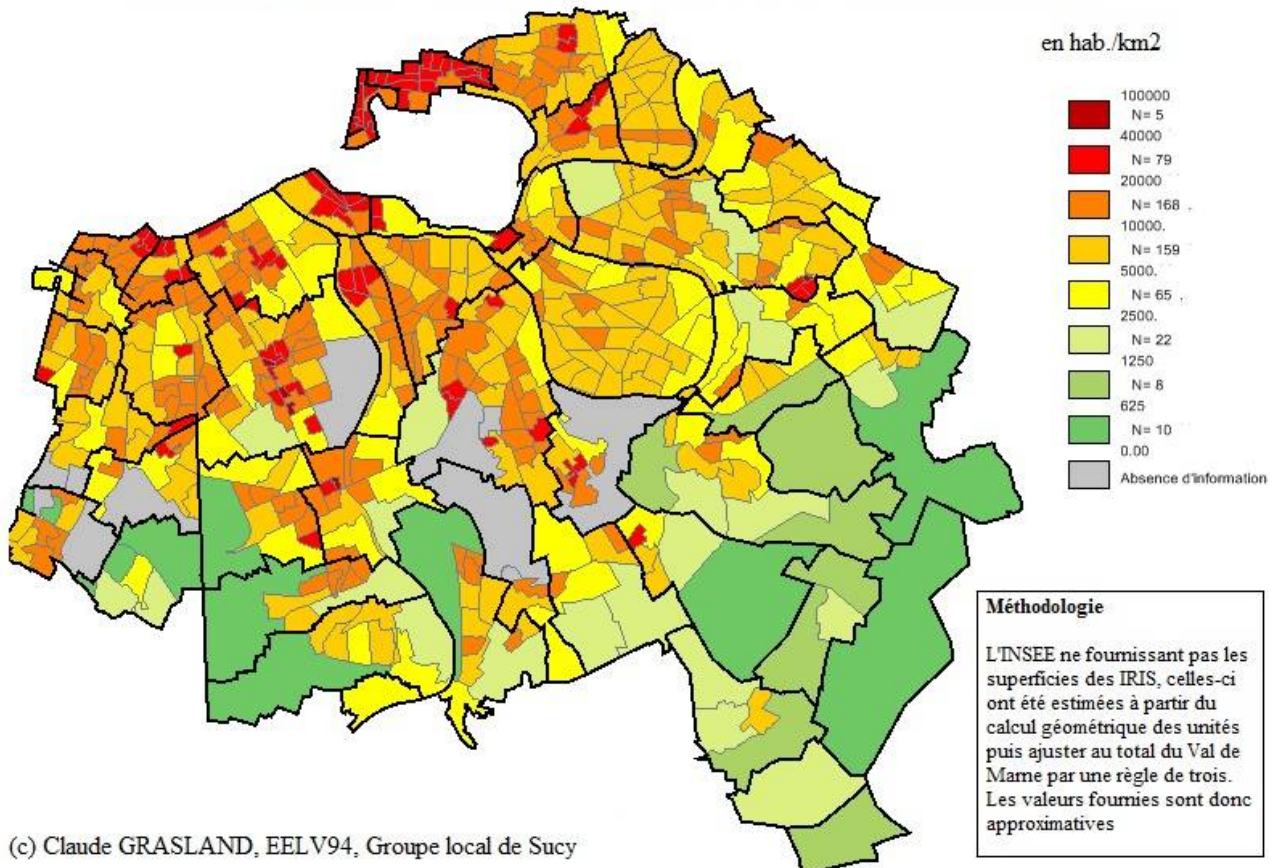 en hab./km2
100000
N= 5
40000
N= 79
20000
N= 168 .
10000.
N= 159
5000.
N= 65 .
2500.
N= 22
1250
N= 8
625
N= 10
0.00
Absence d'information
Méthodologie
L'INSEE ne fournissant pas les
superficies des IRIS, celles-ci
ont été estimées à partir du
calcul géométrique des unités
puis ajuster au total du Val de
Marne par une règle de trois.
Les valeurs fournies sont donc
approximatives
(c) Claude GRASLAND, EELV94, Groupe local de Sucy